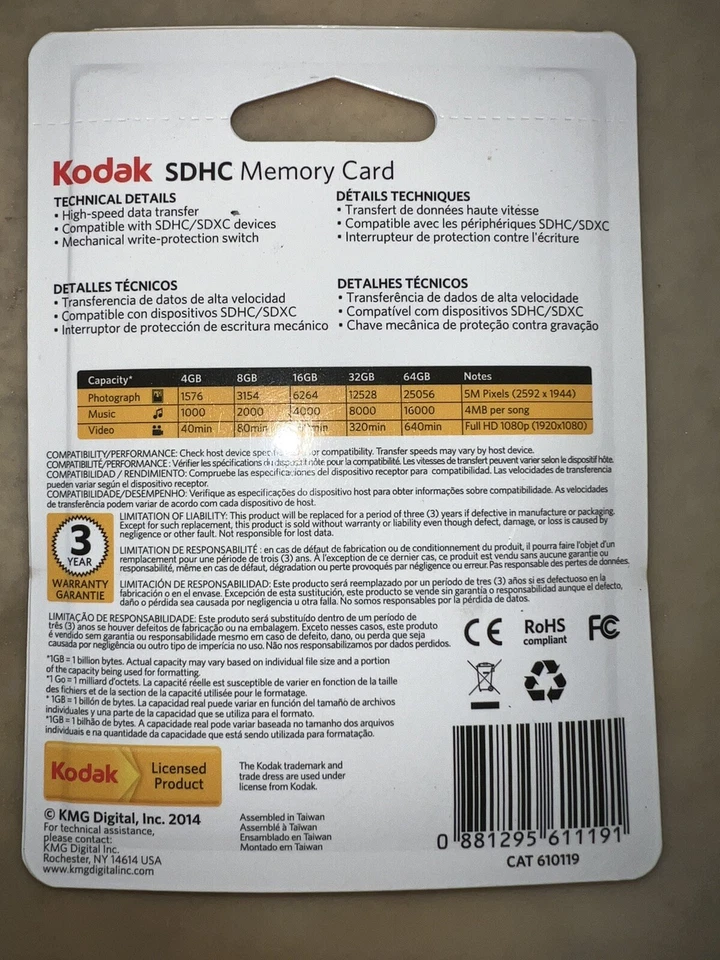 Kodak SDHC Memory Card
TECHNICAL DETAILS
• High-speed data transfer
• Compatible with SDHC/SDXC devices
• Mechanical write-protection switch
DÉTAILS TECHNIQUES
• Transfert de données haute vitesse
• Compatible avec les périphériques SDHC/SDXC
• Interrupteur de protection contre l'écriture
DETALLES TÉCNICOS
• Transferencia de datos de alta velocidad
• Compatible con dispositivos SDHC/SDXC
• Interruptor de protección de escritura mecánico
DETALHES TÉCNICOS
• Transferência de dados de alta velocidade
• Compatível com dispositivos SDHC/SDXC
• Chave mecânica de proteção contra gravação
Capacity* 4GB 8GB 16GB 32GB 64GB Notes
Photograph 1576 3154 6264 12528 25056 5M Pixels (2592 x 1944)
Music 1000 2000 4000 8000 16000 4MB per song
Video 40min 80min 320min 640min Full HD 1080p (1920x1080)
COMPATIBILITY/PERFORMANCE: Check host device for compatibility. Transfer speeds may vary by host device.
COMPATIBILITÉ/PERFORMANCE : Vérifier les spécifications du dispositif hôte pour la compatibilité. Les vitesses de transfert peuvent varier selon le dispositif hôte.
COMPATIBILIDAD / RENDIMIENTO: Compruebe las especificaciones del dispositivo receptor para compatibilidad. Las velocidades de transferencia
pueden variar según el dispositivo receptor.
COMPATIBILIDADE/DESEMPENHO: Verifique as especificações do dispositivo host para obter informações sobre compatibilidade. As velocidades
de transferência podem variar de acordo com cada dispositivo de host.
3
YEAR
WARRANTY
GARANTIE
LIMITATION OF LIABILITY: This product will be replaced for a period of three (3) years if defective in manufacture or packaging.
Except for such replacement, this product is sold without warranty or liability even though defect, damage, or loss is caused by
negligence or other fault. Not responsible for lost data.
LIMITATION DE RESPONSABILITÉ : en cas de défaut de fabrication ou de conditionnement du produit, il pourra faire l'objet d'un
remplacement pour une période de trois (3) ans. À l'exception de ce dernier cas, ce produit est vendu sans aucune garantie ou
responsabilité, même en cas de défaut, dégradation ou perte provoqués par négligence ou erreur. Pas responsable des pertes de données.
LIMITACIÓN DE RESPONSABILIDAD: Este producto será reemplazado por un período de tres (3) años si es defectuoso en la
fabricación o en el envase. Excepción de esta sustitución, este producto se vende sin garantía o responsabilidad aunque el defecto,
daño o pérdida sea causada por negligencia u otra falla. No somos responsables por la pérdida de datos.
LIMITAÇÃO DE RESPONSABILIDADE: Este produto será substituído dentro de um período de
três (3) anos se houver defeitos de fabricação ou na embalagem. Exceto nesses casos, este produto
é vendido sem garantia ou responsabilidade mesmo em caso de defeito, dano, ou perda que seja
causada por negligência ou outro tipo de imperícia no uso. Não nos responsabilizamos por dados perdidos.
*1GB = 1 billion bytes. Actual capacity may vary based on individual file size and a portion
of the capacity being used for formatting.
*1 Go = 1 milliard d'octets. La capacité réelle est susceptible de varier en fonction de la taille
des fichiers et de la section de la capacité utilisée pour le formatage.
* 1GB = 1 billón de bytes. La capacidad real puede variar en función del tamaño de archivos
individuales y una parte de la capacidad que se utiliza para el formato.
*1GB = 1 bilhão de bytes. A capacidade real pode variar baseada no tamanho dos arquivos
individuais e na quantidade da capacidade que está sendo utilizada para formatação.
CE
RoHS
compliant
FC
Kodak Licensed
Product
The Kodak trademark and
trade dress are used under
license from Kodak.
© KMG Digital, Inc. 2014
For technical assistance,
please contact:
KMG Digital Inc.
Rochester, NY 14614 USA
www.kmgdigitalinc.com
Assembled in Taiwan
Assemblé à Taiwan
Ensamblado en Taiwan
Montado em Taiwan
0 881295 611191
CAT 610119